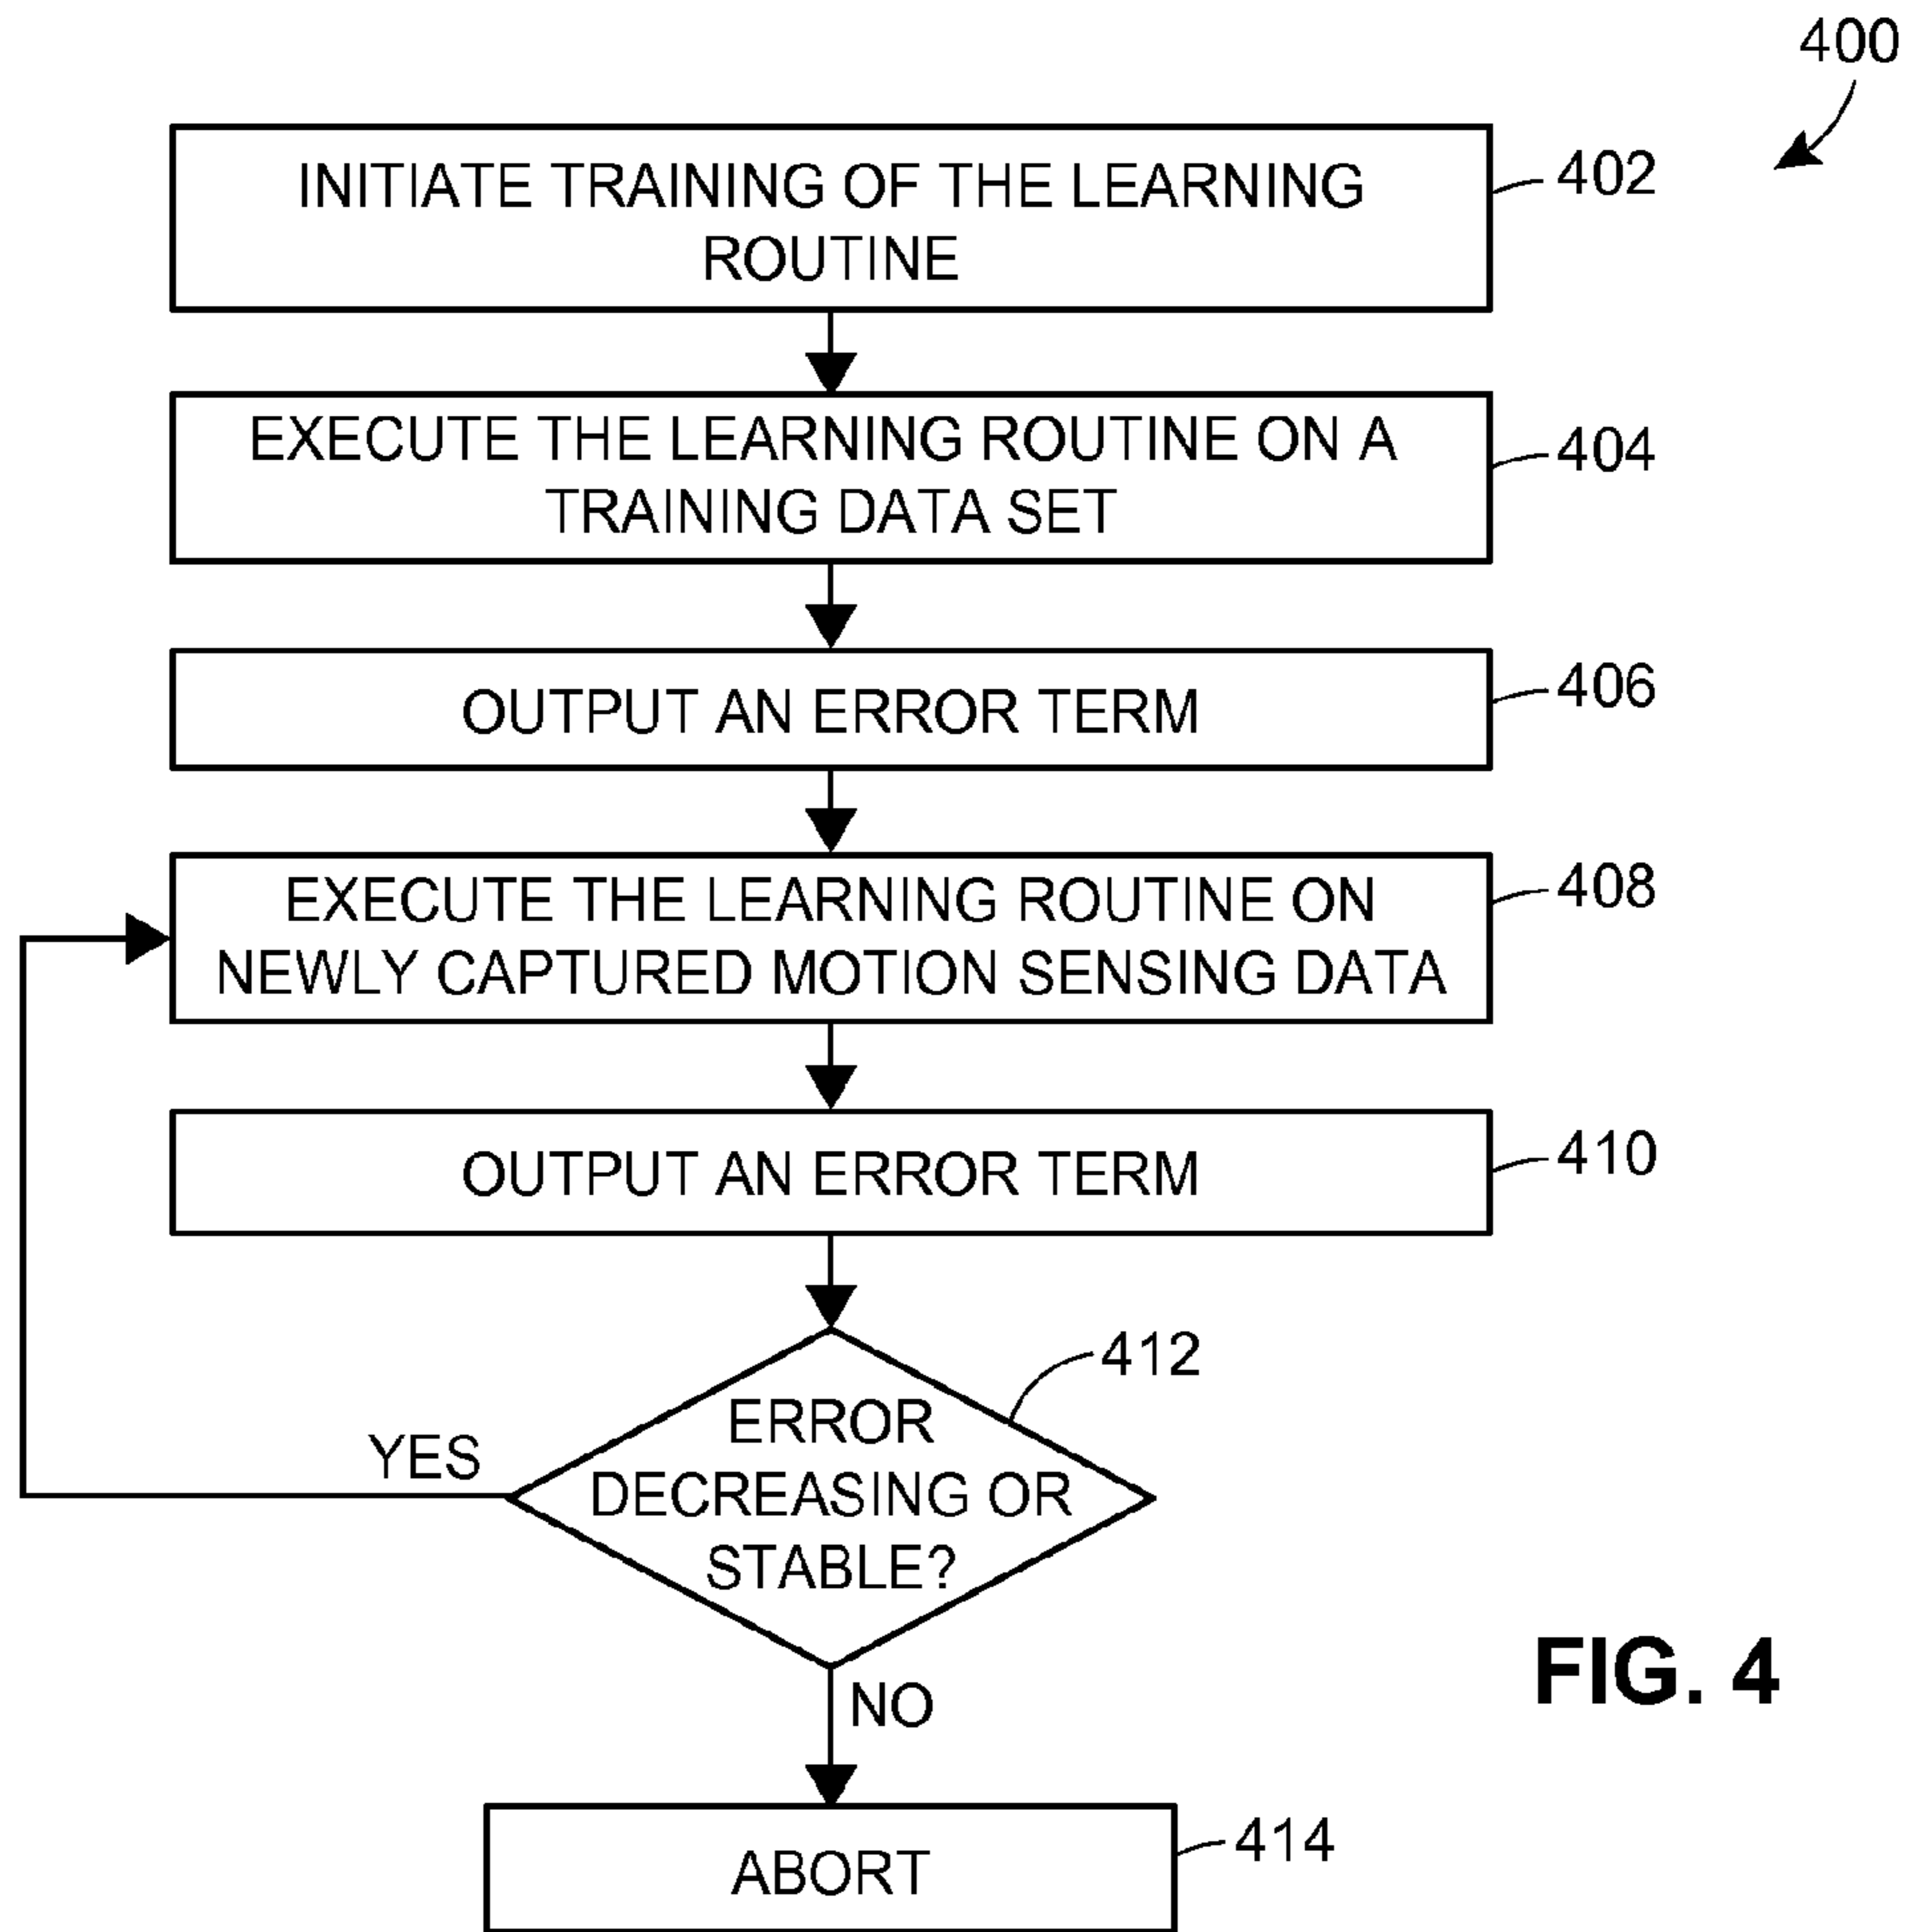 400
INITIATE TRAINING OF THE LEARNING
ROUTINE
402
EXECUTE THE LEARNING ROUTINE ON A
TRAINING DATA SET
404
OUTPUT AN ERROR TERM
406
EXECUTE THE LEARNING ROUTINE ON
NEWLY CAPTURED MOTION SENSING DATA
408
OUTPUT AN ERROR TERM
410
ERROR
DECREASING OR
STABLE?
412
YES
NO
ABORT
414
FIG. 4